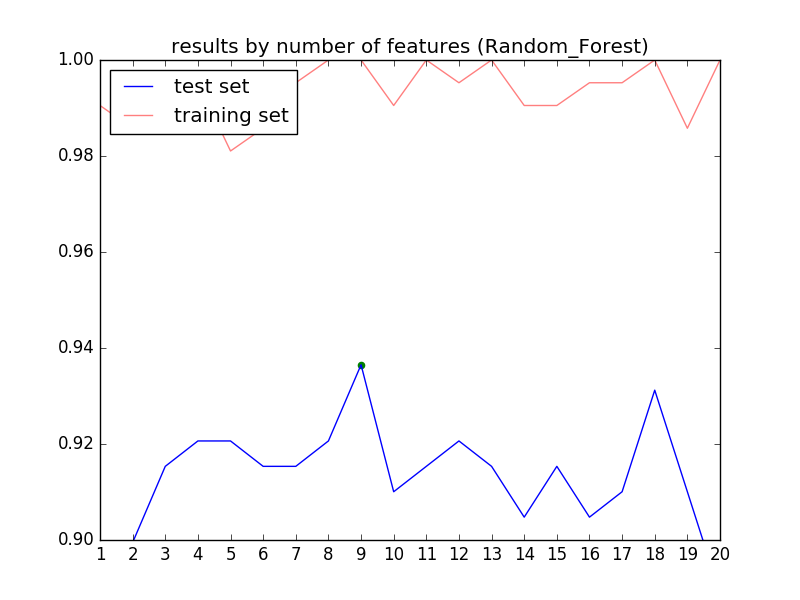 results by number of features (Random_Forest)
1.00
0.98
0.96
0.94
0.92
0.90
test set
training set
1 2 3 4 5 6 7 8 9 10 11 12 13 14 15 16 17 18 19 20